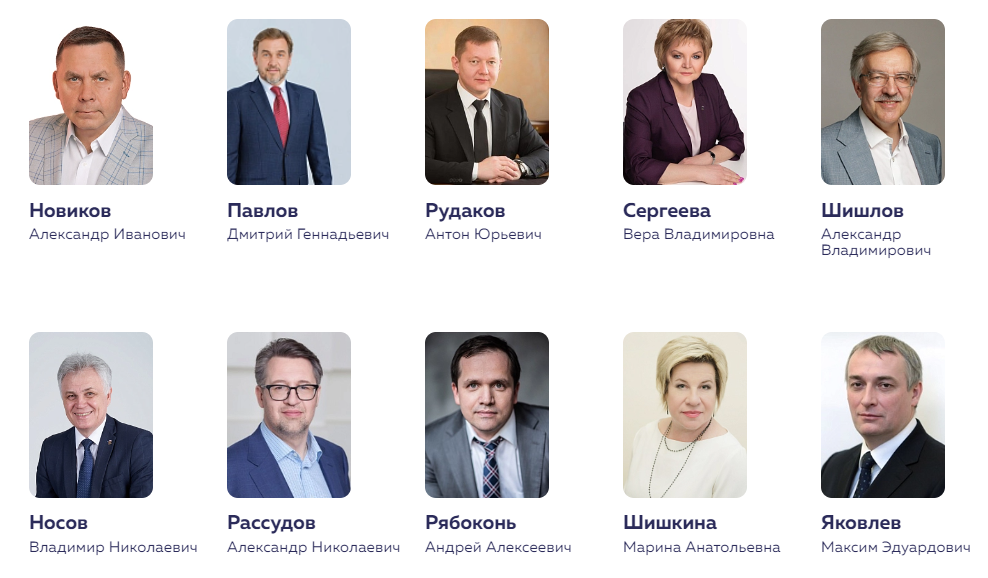 Новиков
Александр Иванович
Павлов
Дмитрий Геннадьевич
Рудаков
Антон Юрьевич
Сергеева
Вера Владимировна
Шишлов
Александр
Владимирович
Носов
Владимир Николаевич
Рассудов
Александр Николаевич
Рябоконь
Андрей Алексеевич
Шишкина
Марина Анатольевна
Яковлев
Максим Эдуардович